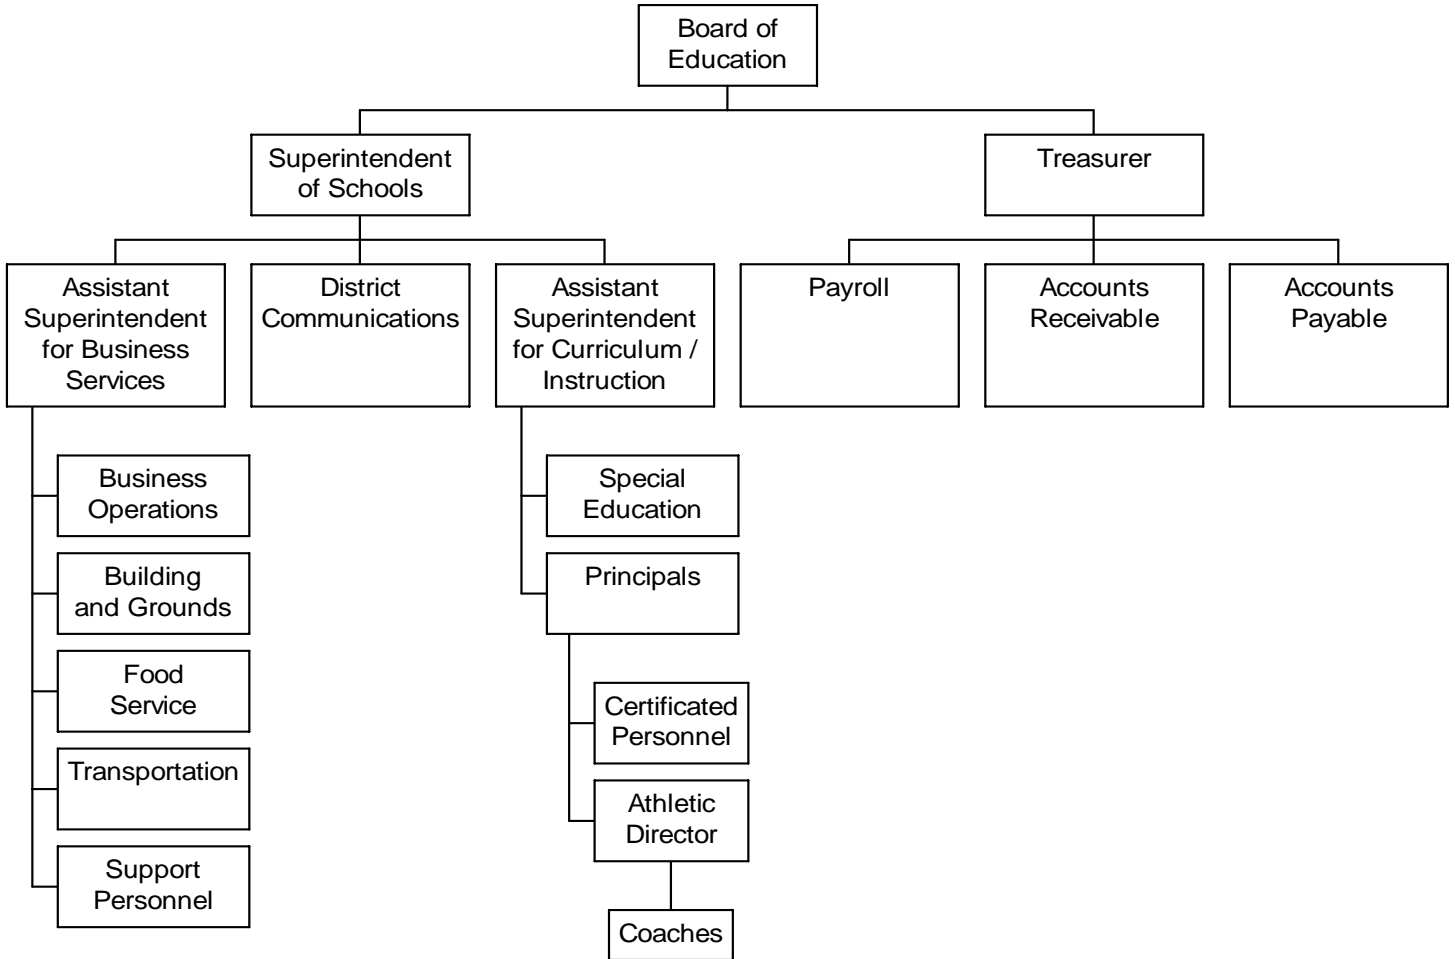 Board of
Education
Superintendent
of Schools
Treasurer
Assistant
Superintendent
for Business
Services
District
Communications
Assistant
Superintendent
for Curriculum /
Instruction
Payroll
Accounts
Receivable
Accounts
Payable
Business
Operations
Building
and Grounds
Food
Service
Transportation
Support
Personnel
Special
Education
Principals
Certificated
Personnel
Athletic
Director
Coaches